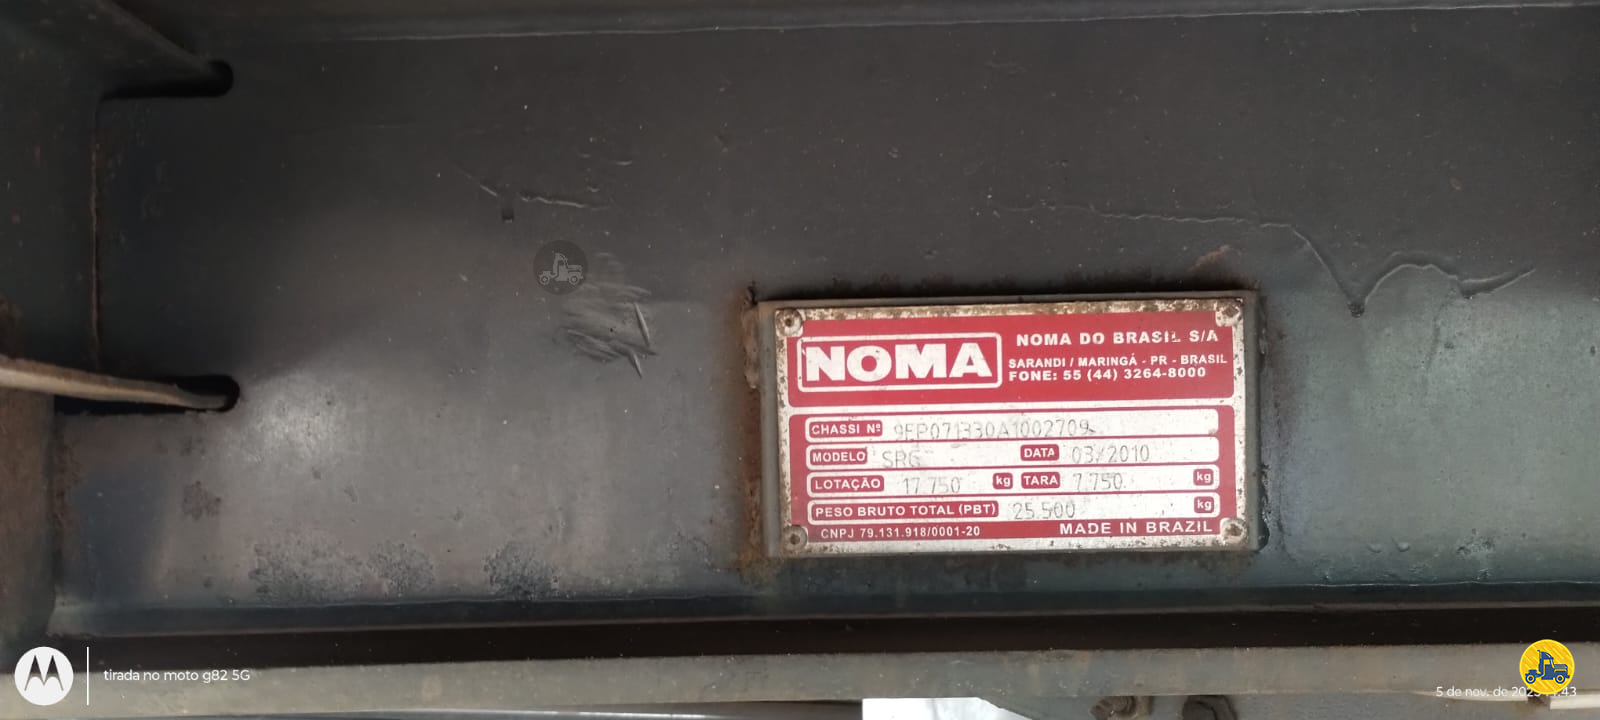 NOMA
NOMA DO BRASIL S/A
SARANDI / MARINGÁ - PR - BRASIL
FONE: 55 (44) 3264-8000
CHASSI Nº 9EP071330A1002709
MODELO SRG DATA 03/2010
LOTAÇÃO 17.750 kg TARA 7.750 kg
PESO BRUTO TOTAL (PBT) 25.500 kg
CNPJ 79.131.918/0001-20 MADE IN BRAZIL
tirada no moto g82 5G
5 de nov. de